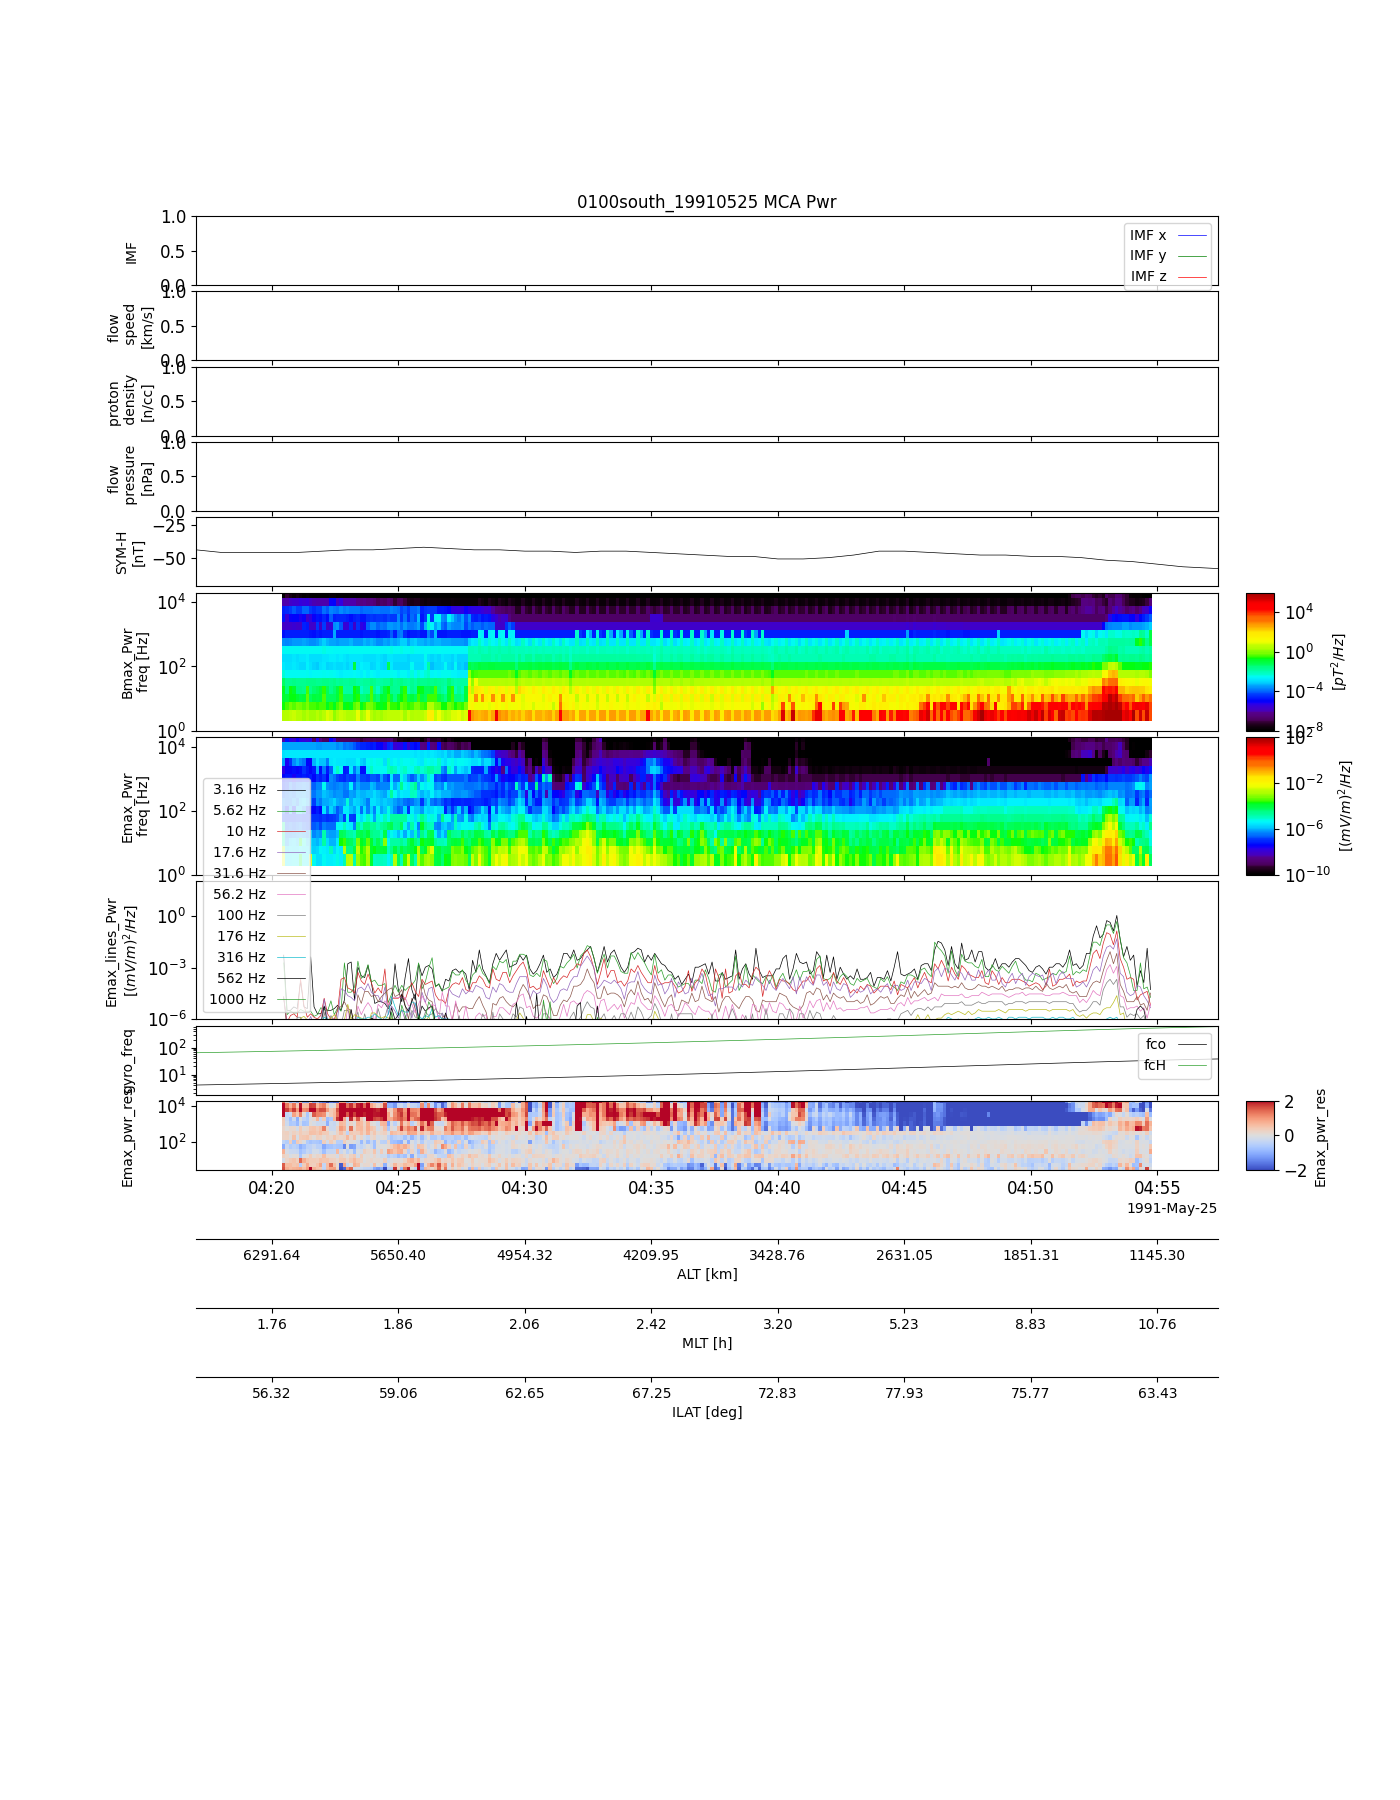 0100south_19910525 MCA Pwr
1.0
0.5
0.0
IMF
IMF x
IMF y
IMF z
1.0
0.5
0.0
flow
speed
[km/s]
1.0
0.5
0.0
proton
density
[n/cc]
1.0
0.5
0.0
flow
pressure
[nPa]
−25
−50
SYM-H
[nT]
10^4
10^2
10^0
Bmax_Pwr
freq [Hz]
10^4
10^0
10^−4
10^−8
[pT^2/Hz]
10^4
10^2
10^0
Emax_Pwr
freq [Hz]
10^2
10^−2
10^−6
10^−10
[(mV/m)^2/Hz]
3.16 Hz
5.62 Hz
10 Hz
17.6 Hz
31.6 Hz
56.2 Hz
100 Hz
176 Hz
316 Hz
562 Hz
1000 Hz
10^0
10^−3
10^−6
Emax_lines_Pwr
[(mV/m)^2/Hz]
10^2
10^1
gyro_freq
fco
fcH
10^4
10^2
Emax_pwr_res
2
0
−2
Emax_pwr_res
04:20 04:25 04:30 04:35 04:40 04:45 04:50 04:55
1991-May-25
6291.64 5650.40 4954.32 4209.95 3428.76 2631.05 1851.31 1145.30
ALT [km]
1.76 1.86 2.06 2.42 3.20 5.23 8.83 10.76
MLT [h]
56.32 59.06 62.65 67.25 72.83 77.93 75.77 63.43
ILAT [deg]